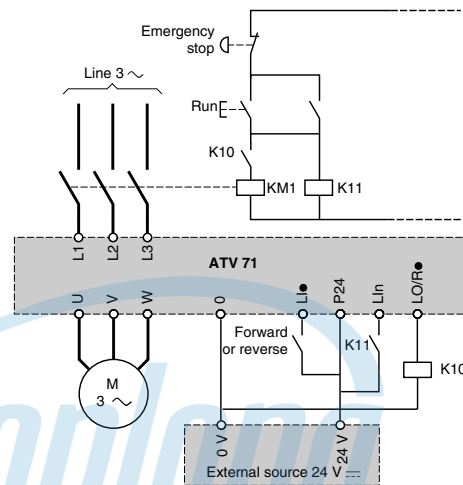 Emergency
stop
Line 3 ~
Run
K10
KM1
K11
L1
L2
L3
ATV 71
U
V
W
0
LI●
P24
LIn
LO/R●
Forward
or reverse
K11
K10
M
3 ~
0 V
24 V
External source 24 V ⎓